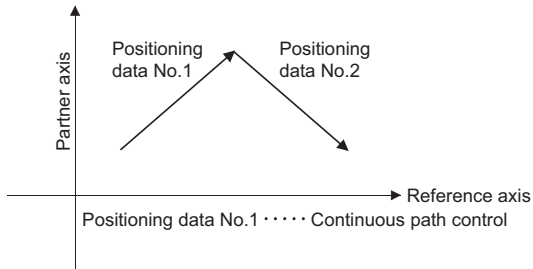 Partner axis
Positioning
data No.1
Positioning
data No.2
Reference axis
Positioning data No.1 ····· Continuous path control